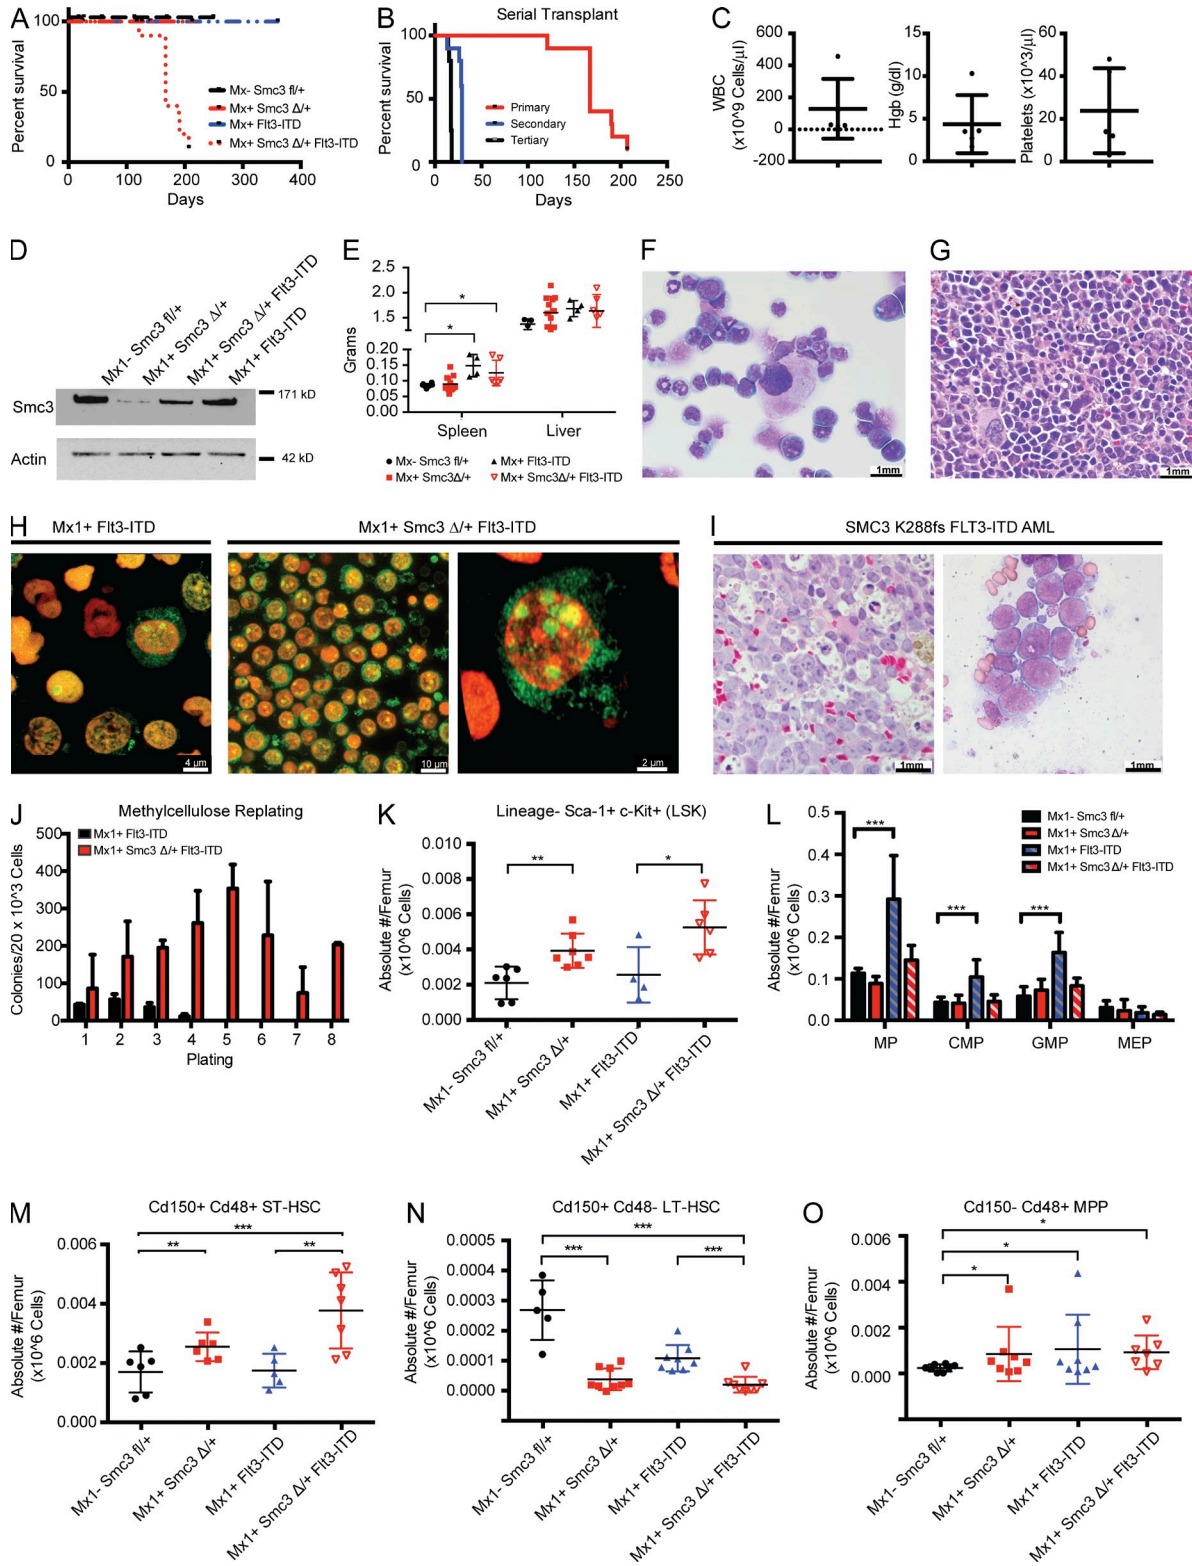 A
Percent survival
100
50
0
0 100 200 300 400
Days
Mx- Smc3 fl/+
Mx+ Smc3 Δ/+
Mx+ Flt3-ITD
Mx+ Smc3 Δ/+ Flt3-ITD
B
Serial Transplant
Percent survival
100
50
0
0 50 100 150 200 250
Days
Primary
Secondary
Tertiary
C
WBC
(x10^9 Cells/µl)
600
400
200
0
-200
Hgb (g/dl)
15
10
5
0
Platelets (x10^3/µl)
60
40
20
0
D
Mx1- Smc3 fl/+
Mx1+ Smc3 Δ/+
Mx1+ Smc3 Δ/+ Flt3-ITD
Mx1+ Flt3-ITD
Smc3
171 kD
Actin
42 kD
E
Grams
2.5
1.5
0.20
0.15
0.10
0.05
0.00
*
*
Spleen Liver
Mx- Smc3 fl/+
Mx+ Flt3-ITD
Mx+ Smc3Δ/+
Mx+ Smc3Δ/+ Flt3-ITD
F
1mm
G
1mm
H
Mx1+ Flt3-ITD
Mx1+ Smc3 Δ/+ Flt3-ITD
4 µm
10 µm
2 µm
I
SMC3 K288fs FLT3-ITD AML
1mm
1mm
J
Methylcellulose Replating
Colonies/20 x 10^3 Cells
500
400
300
200
100
0
Mx1+ Flt3-ITD
Mx1+ Smc3 Δ/+ Flt3-ITD
1 2 3 4 5 6 7 8
Plating
K
Lineage- Sca-1+ c-Kit+ (LSK)
Absolute #/Femur
(x10^6 Cells)
0.010
0.008
0.006
0.004
0.002
0.000
**
*
Mx1- Smc3 fl/+
Mx1+ Smc3 Δ/+
Mx1+ Flt3-ITD
Mx1+ Smc3 Δ/+ Flt3-ITD
L
Absolute #/Femur
(x10^6 Cells)
0.5
0.4
0.3
0.2
0.1
0.0
***
***
***
Mx1- Smc3 fl/+
Mx1+ Smc3 Δ/+
Mx1+ Flt3-ITD
Mx1+ Smc3 Δ/+ Flt3-ITD
MP CMP GMP MEP
M
Cd150+ Cd48+ ST-HSC
Absolute #/Femur
(x10^6 Cells)
0.006
0.004
0.002
0.000
***
**
**
Mx1- Smc3 fl/+
Mx1+ Smc3 Δ/+
Mx1+ Flt3-ITD
Mx1+ Smc3 Δ/+ Flt3-ITD
N
Cd150+ Cd48- LT-HSC
Absolute #/Femur
(x10^6 Cells)
0.0005
0.0004
0.0003
0.0002
0.0001
0.0000
***
***
***
Mx1- Smc3 fl/+
Mx1+ Smc3 Δ/+
Mx1+ Flt3-ITD
Mx1+ Smc3 Δ/+ Flt3-ITD
O
Cd150- Cd48+ MPP
Absolute #/Femur
(x10^6 Cells)
0.006
0.004
0.002
0.000
*
*
*
Mx1- Smc3 fl/+
Mx1+ Smc3 Δ/+
Mx1+ Flt3-ITD
Mx1+ Smc3 Δ/+ Flt3-ITD